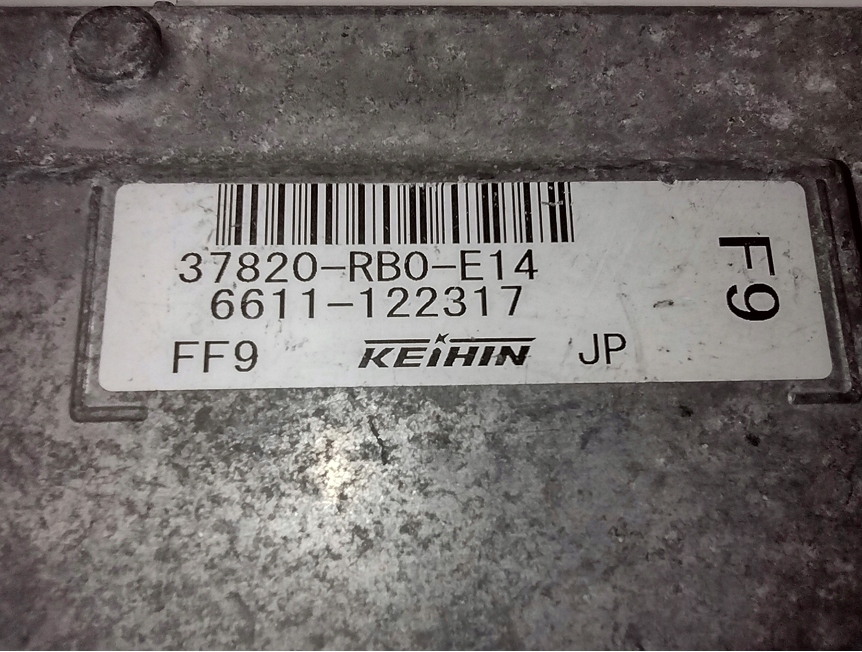 37820-RB0-E14
6611-122317
FF9 KEIHIN JP
F9